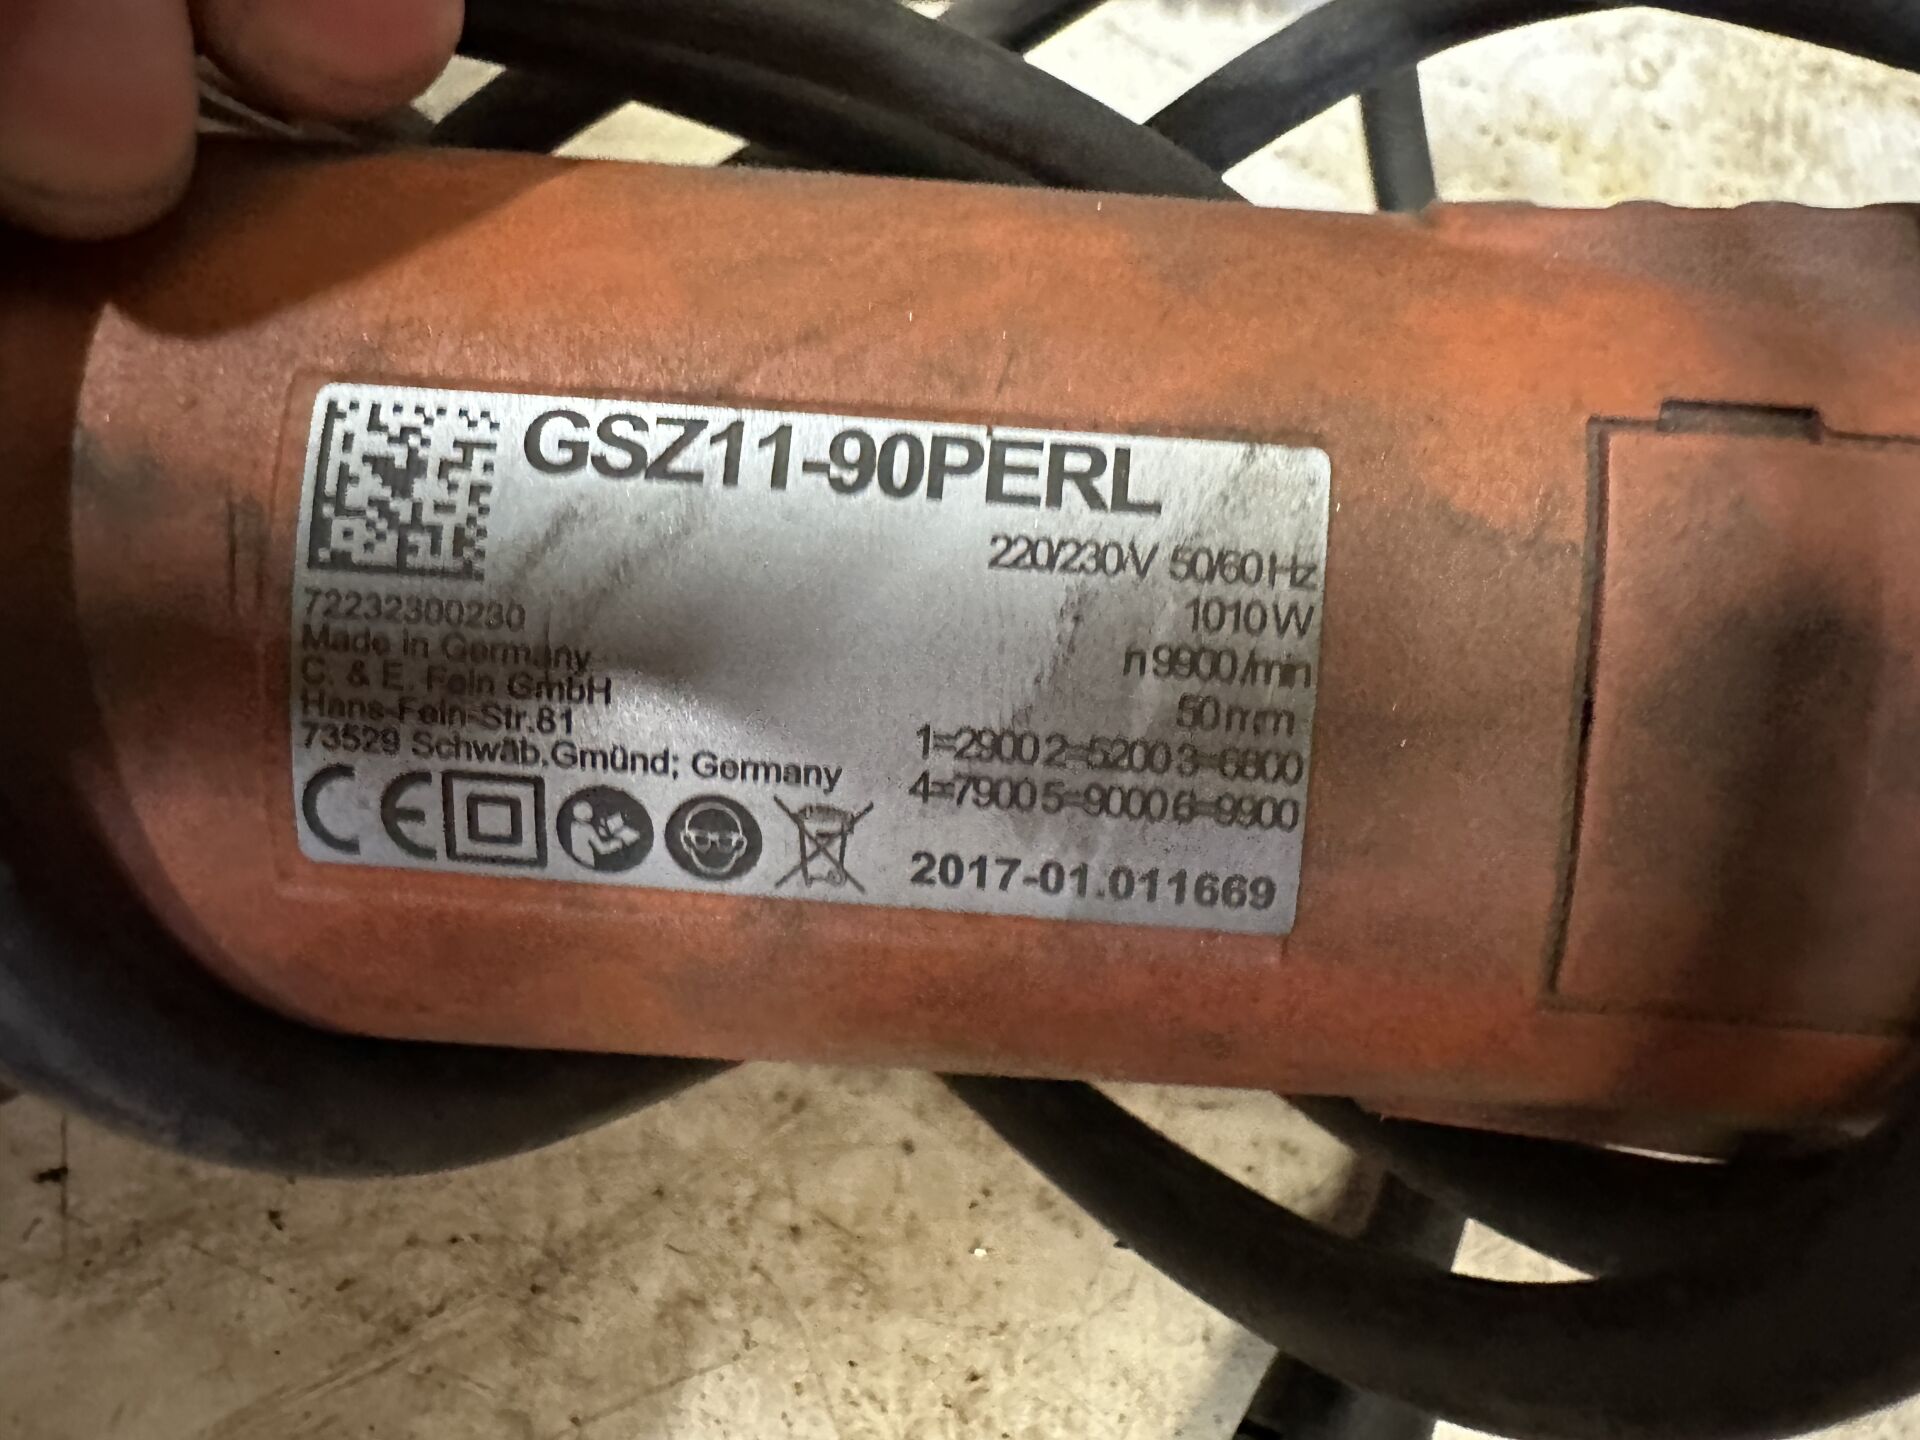 GSZ11-90PERL
220/230V 50/60Hz
1010W
n 9900/min
50mm
1=2900 2=5200 3=6800
4=7900 5=9000 6=9900
2017-01.011669
72232300230
Made in Germany
C. & E. Fein GmbH
Hans-Fein-Str.81
73529 Schwäb.Gmünd; Germany
CE